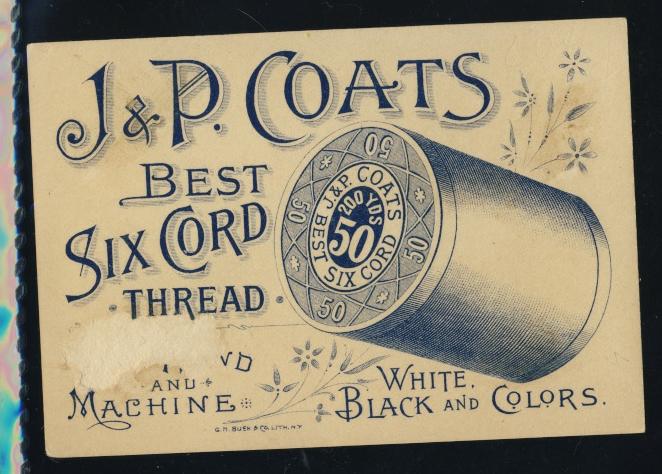 J & P. COATS
BEST
SIX CORD
THREAD
AND
MACHINE
WHITE,
BLACK AND COLORS.
50
50
50
50
J. & P. COATS
200 YDS
50
BEST SIX CORD
G. H. BUEK & CO. LITH. N.Y.